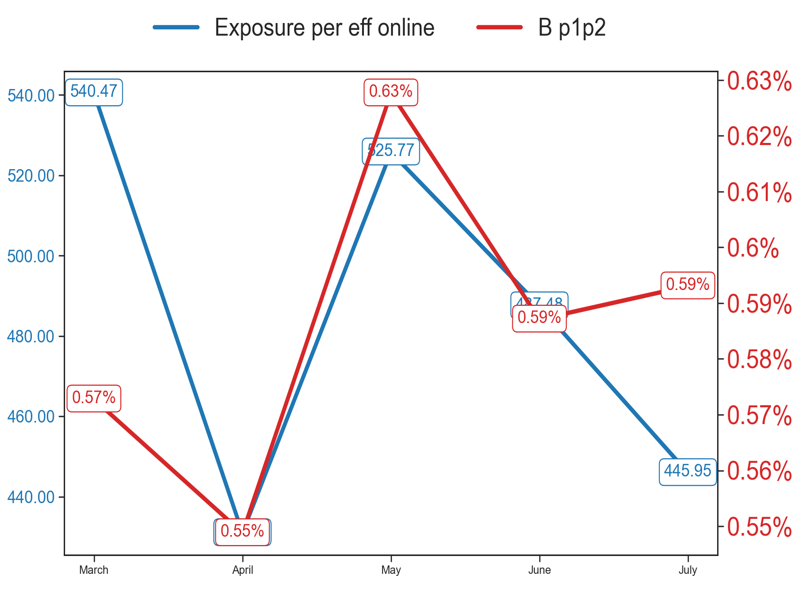 Exposure per eff online B p1p2
540.00 540.47 0.63% 0.63%
525.77 0.62%
520.00 0.61%
500.00 0.6%
480.00 487.48 0.59% 0.59% 0.59%
0.58%
460.00 0.57% 0.57%
440.00 445.95 0.56%
0.55% 0.55%
March April May June July